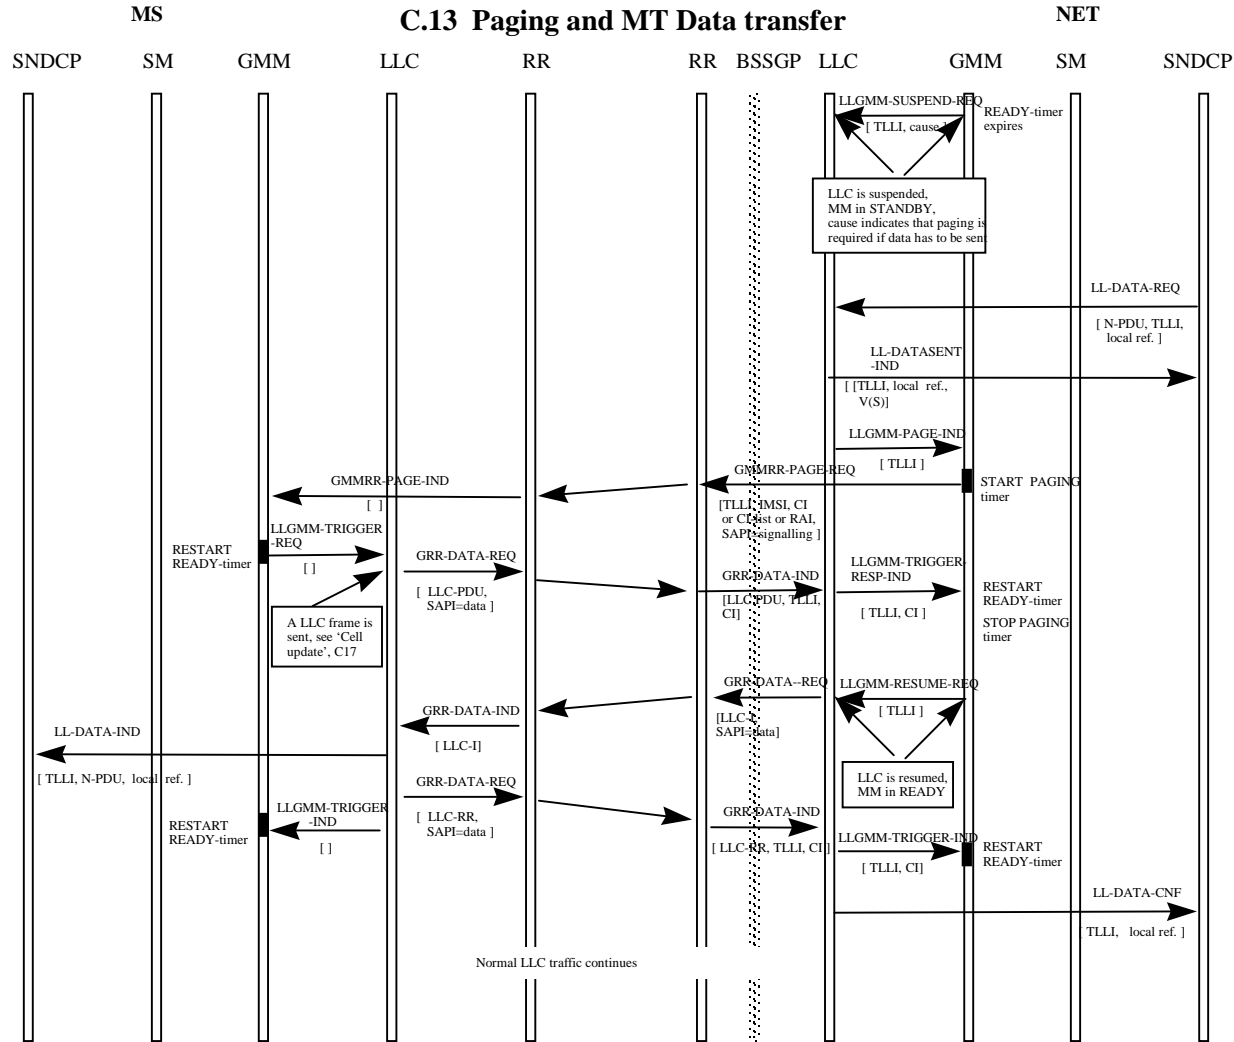 MS
C.13 Paging and MT Data transfer
NET
SNDCP SM GMM LLC RR RR BSSGP LLC GMM SM SNDCP
LLGMM-SUSPEND-REQ
[ TLLI, cause ]
READY-timer
expires
LLC is suspended,
MM in STANDBY,
cause indicates that paging is
required if data has to be sent
LL-DATA-REQ
[ N-PDU, TLLI,
local ref. ]
LL-DATASENT
-IND
[ [TLLI, local ref.,
V(S)]
LLGMM-PAGE-IND
[ TLLI ]
GMMRR-PAGE-REQ
START PAGING
timer
[TLLI, IMSI, CI
or CI-list or RAI,
SAPI=signalling ]
GMMRR-PAGE-IND
[ ]
LLGMM-TRIGGER
-REQ
[ ]
RESTART
READY-timer
GRR-DATA-REQ
[ LLC-PDU,
SAPI=data ]
A LLC frame is
sent, see ‘Cell
update’, C17
GRR-DATA-IND
[LLC-PDU, TLLI,
CI]
LLGMM-TRIGGER-
RESP-IND
[ TLLI, CI ]
RESTART
READY-timer
STOP PAGING
timer
LLGMM-RESUME-REQ
[ TLLI ]
GRR-DATA--REQ
[LLC-I,
SAPI=data]
LLC is resumed,
MM in READY
GRR-DATA-IND
[ LLC-I]
LL-DATA-IND
[ TLLI, N-PDU, local ref. ]
GRR-DATA-REQ
[ LLC-RR,
SAPI=data ]
LLGMM-TRIGGER
-IND
[ ]
RESTART
READY-timer
GRR-DATA-IND
[ LLC-RR, TLLI, CI ]
LLGMM-TRIGGER-IND
[ TLLI, CI]
RESTART
READY-timer
LL-DATA-CNF
[ TLLI, local ref. ]
Normal LLC traffic continues